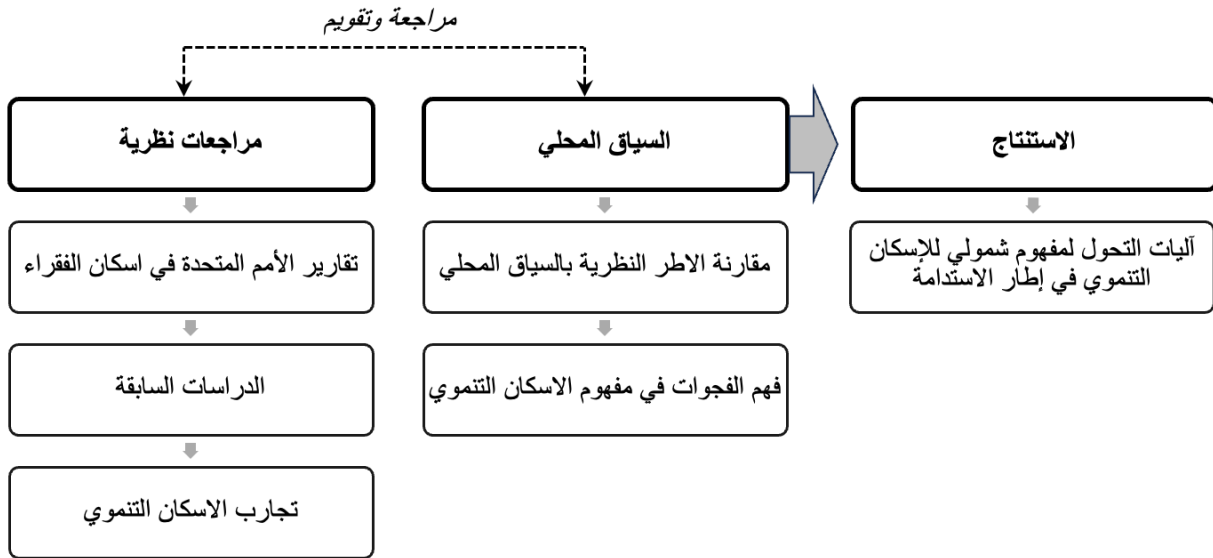 مراجعة وتقويم
مراجعات نظرية
تقارير الأمم المتحدة في اسكان الفقراء
الدراسات السابقة
تجارب الاسكان التنموي
السياق المحلي
مقارنة الاطر النظرية بالسياق المحلي
فهم الفجوات في مفهوم الاسكان التنموي
الاستنتاج
آليات التحول لمفهوم شمولي للإسكان
التنموي في إطار الاستدامة